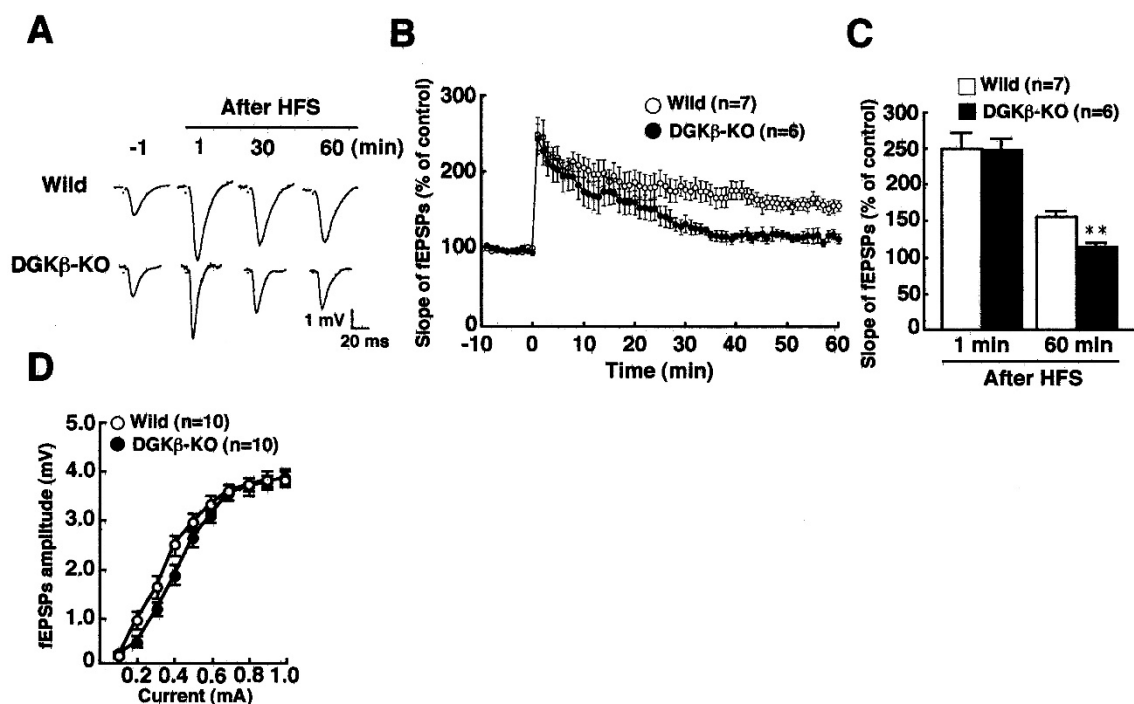 A
After HFS
-1 1 30 60 (min)
Wild
DGKβ-KO
1 mV
20 ms
B
Slope of fEPSPs (% of control)
300
200
100
0
Wild (n=7)
DGKβ-KO (n=6)
-10 0 10 20 30 40 50 60
Time (min)
C
Wild (n=7)
DGKβ-KO (n=6)
Slope of fEPSPs (% of control)
300
250
200
150
100
50
0
**
1 min 60 min
After HFS
D
Wild (n=10)
DGKβ-KO (n=10)
fEPSPs amplitude (mV)
5.0
4.0
3.0
2.0
1.0
0
0.2 0.4 0.6 0.8 1.0
Current (mA)